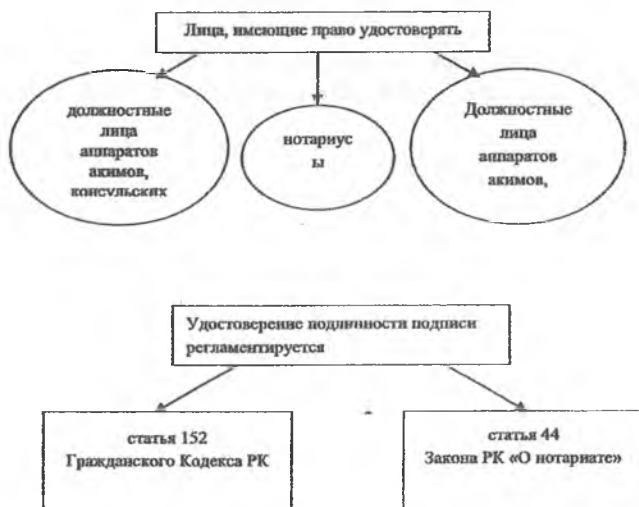 Лица, имеющие право удостоверять
должностные
лица
аппаратов
акимов,
консульских
нотариус
ы
Должностные
лица
аппаратов
акимов,
Удостоверение подлинности подписи
регламентируется
статья 152
Гражданского Кодекса РК
статья 44
Закона РК «О нотариате»